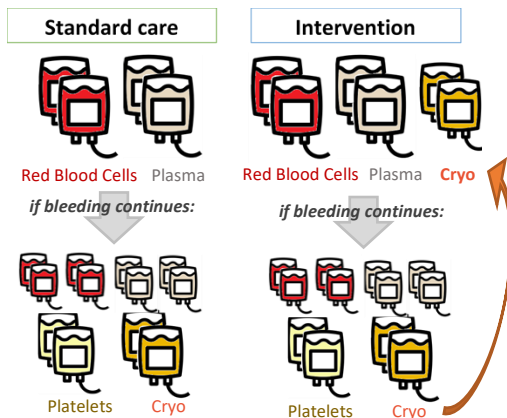 Standard care
Intervention
Red Blood Cells Plasma
Red Blood Cells Plasma Cryo
if bleeding continues:
if bleeding continues:
Platelets Cryo
Platelets Cryo